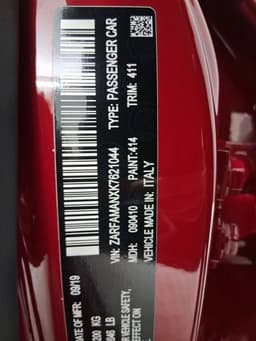 TYPE: PASSENGER CAR
VIN: ZARFAMANXK7621044
MDH: 090410 PAINT:414 TRIM: 411
VEHICLE MADE IN: ITALY
DATE OF MFR: 09/19
KG
LB
VEHICLE SAFETY,
EFFECT ON